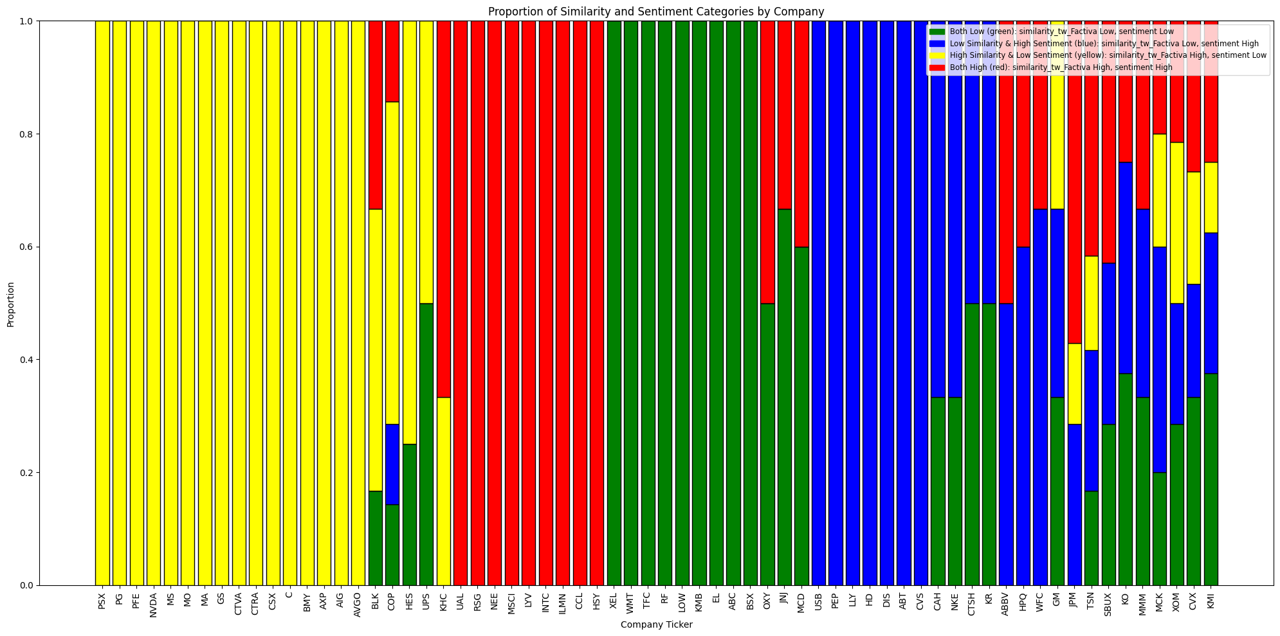 Proportion of Similarity and Sentiment Categories by Company
Both Low (green): similarity_tw_Factiva Low, sentiment Low
Low Similarity & High Sentiment (blue): similarity_tw_Factiva Low, sentiment High
High Similarity & Low Sentiment (yellow): similarity_tw_Factiva High, sentiment Low
Both High (red): similarity_tw_Factiva High, sentiment High
Proportion
1.0
0.8
0.6
0.4
0.2
0.0
PSX PG PFE NVDA MS MO MA GS CTVA CTRA CSX C BMY AXP AIG AVGO BLK COP HES UPS KHC UAL RSG NEE MSCI LYV INTC ILMN CCL HSY XEL WMT TFC RF LOW KMB EL ABC BSX OXY JNJ MCD USB PEP LLY HD DIS ABT CVS CAH NKE CTSH KR ABBV HPQ WFC GM JPM TSN SBUX KO MMM MCK XOM CVX KMI
Company Ticker